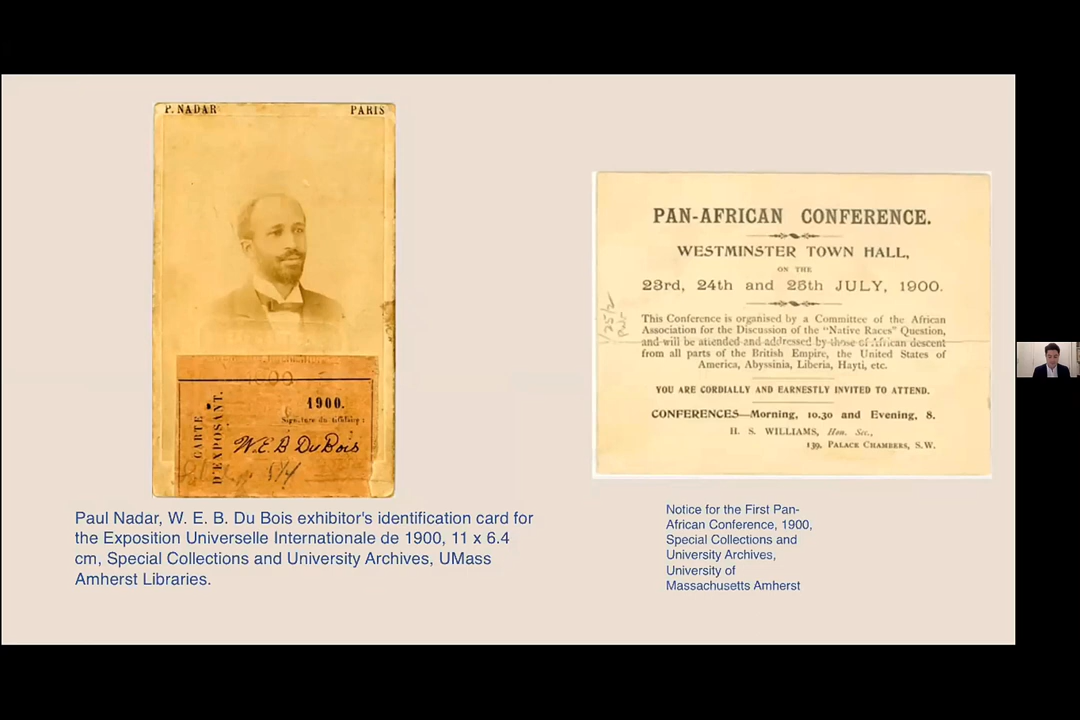 P. NADAR
PARIS
1900.
Signature du titulaire :
CARTE
D'EXPOSANT.
W. E. B Du Bois
Paul Nadar, W. E. B. Du Bois exhibitor's identification card for
the Exposition Universelle Internationale de 1900, 11 x 6.4
cm, Special Collections and University Archives, UMass
Amherst Libraries.
PAN-AFRICAN CONFERENCE.
WESTMINSTER TOWN HALL,
ON THE
23rd, 24th and 25th JULY, 1900.
This Conference is organised by a Committee of the African
Association for the Discussion of the "Native Races" Question,
and will be attended and addressed by those of African descent
from all parts of the British Empire, the United States of
America, Abyssinia, Liberia, Hayti, etc.
YOU ARE CORDIALLY AND EARNESTLY INVITED TO ATTEND.
CONFERENCES—Morning, 10.30 and Evening, 8.
H. S. WILLIAMS, Hon. Sec.,
139, PALACE CHAMBERS, S.W.
Notice for the First Pan-
African Conference, 1900,
Special Collections and
University Archives,
University of
Massachusetts Amherst